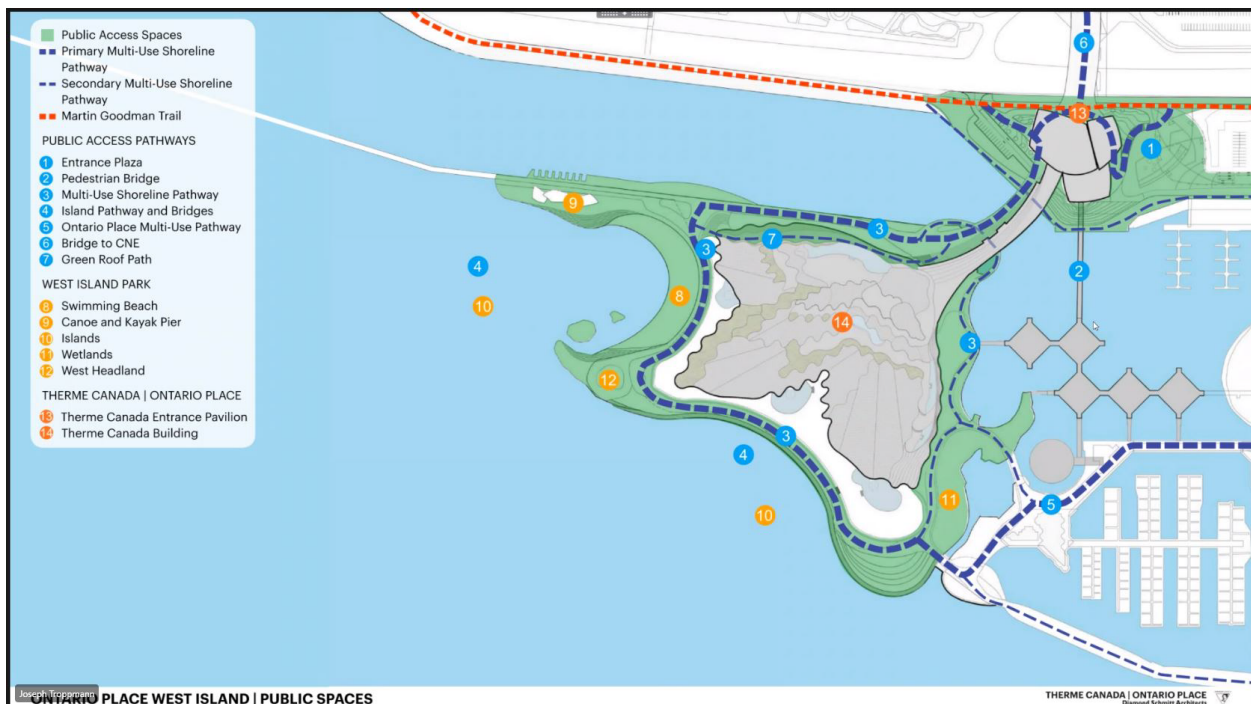 Public Access Spaces
Primary Multi-Use Shoreline
Pathway
Secondary Multi-Use Shoreline
Pathway
Martin Goodman Trail
PUBLIC ACCESS PATHWAYS
1 Entrance Plaza
2 Pedestrian Bridge
3 Multi-Use Shoreline Pathway
4 Island Pathway and Bridges
5 Ontario Place Multi-Use Pathway
6 Bridge to CNE
7 Green Roof Path
WEST ISLAND PARK
8 Swimming Beach
9 Canoe and Kayak Pier
10 Islands
11 Wetlands
12 West Headland
THERME CANADA | ONTARIO PLACE
13 Therme Canada Entrance Pavilion
14 Therme Canada Building
6
13
1
9
3
7
3
4
2
8
10
14
3
12
3
4
11
5
10
Joseph Troppmann
ONTARIO PLACE WEST ISLAND | PUBLIC SPACES
THERME CANADA | ONTARIO PLACE
Diamond Schmitt Architects